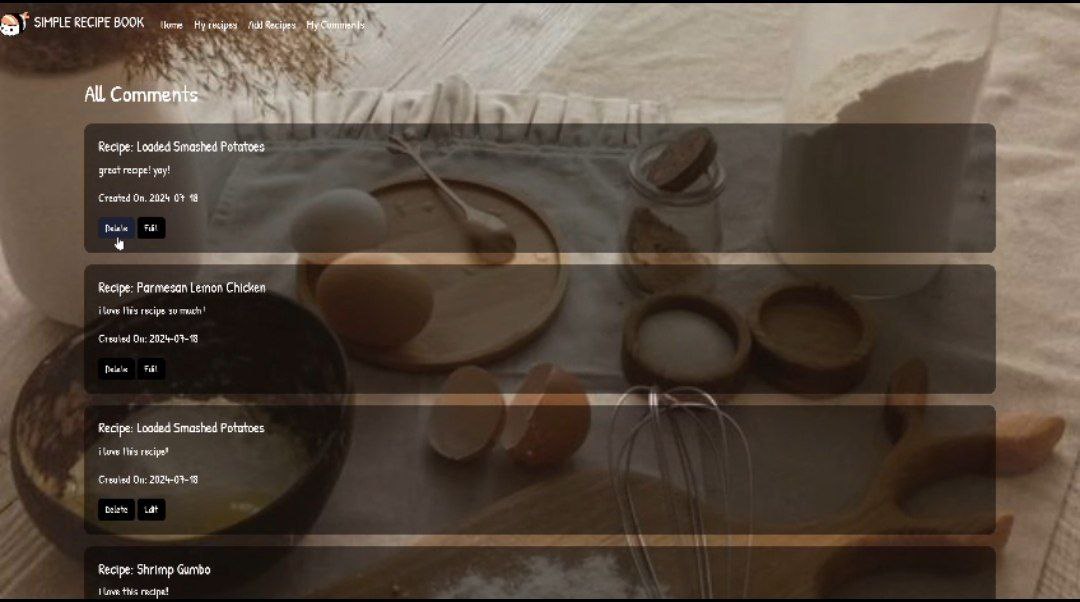 SIMPLE RECIPE BOOK Home My recipes Add Recipes My Comments
All Comments
Recipe: Loaded Smashed Potatoes
great recipe! yay!
Created On: 2024-07-18
Delete Edit
Recipe: Parmesan Lemon Chicken
i love this recipe so much!
Created On: 2024-07-18
Delete Edit
Recipe: Loaded Smashed Potatoes
i love this recipe!
Created On: 2024-07-18
Delete Edit
Recipe: Shrimp Gumbo
i love this recipe!